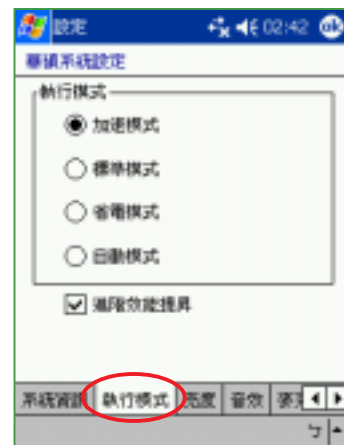 設定 02:42 ok
華碩系統設定
執行模式
加速模式
標準模式
省電模式
自動模式
進階效能提昇
系統資訊 執行模式 亮度 音效
ㄅ